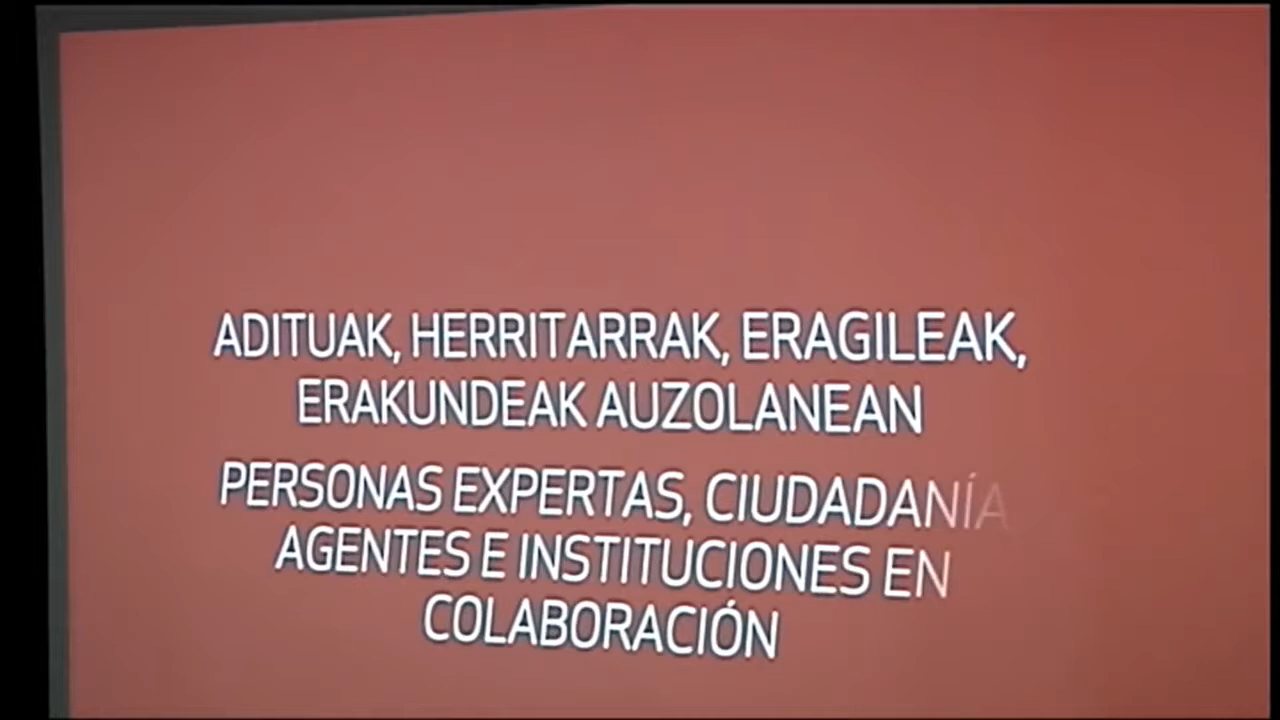 ADITUAK, HERRITARRAK, ERAGILEAK,
ERAKUNDEAK AUZOLANEAN
PERSONAS EXPERTAS, CIUDADANÍA
AGENTES E INSTITUCIONES EN
COLABORACIÓN